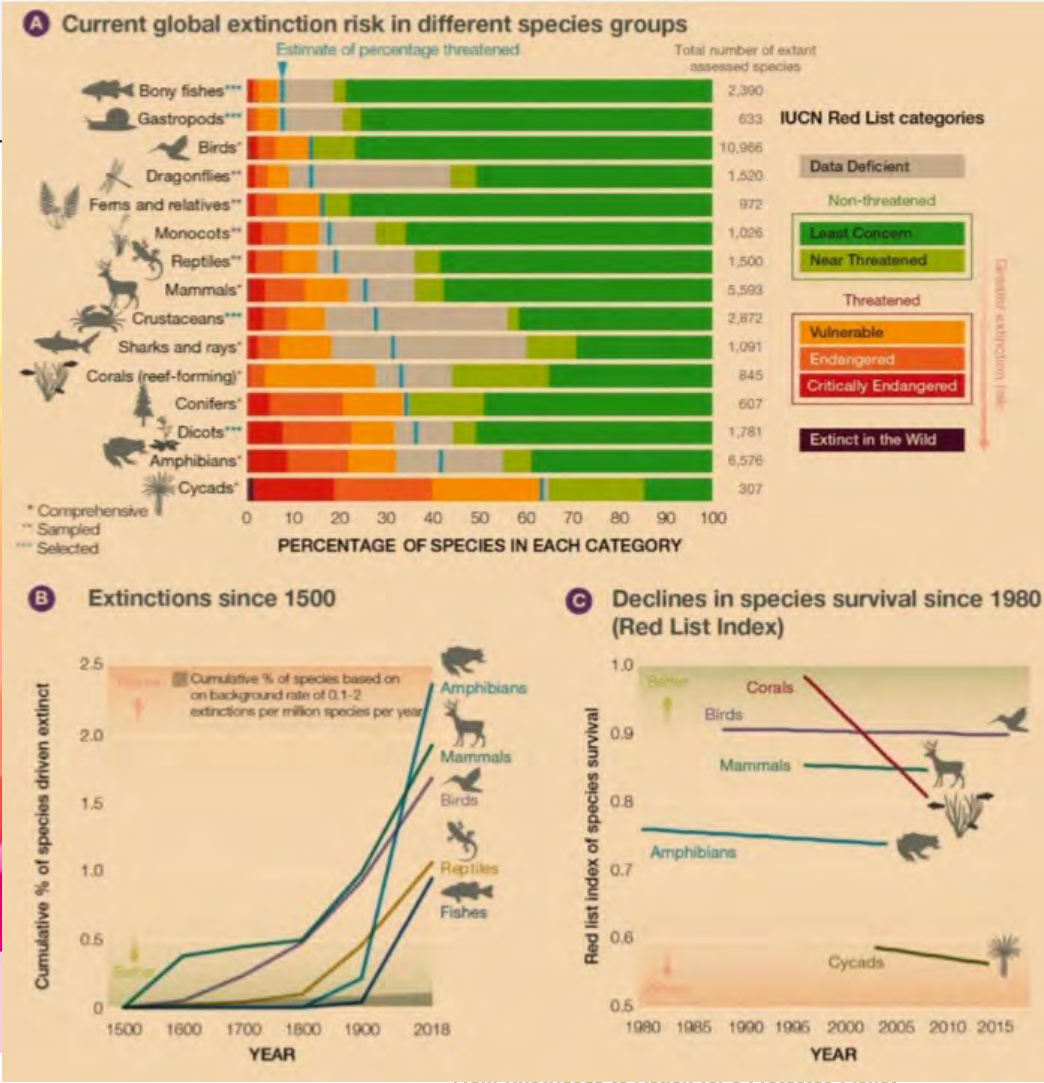 A Current global extinction risk in different species groups
Estimate of percentage threatened
Total number of extant
assessed species
Bony fishes*** 2,390
Gastropods*** 633
Birds* 10,966
Dragonflies** 1,520
Ferns and relatives** 972
Monocots** 1,026
Reptiles** 1,500
Mammals* 5,593
Crustaceans*** 2,872
Sharks and rays* 1,091
Corals (reef-forming)* 845
Conifers* 607
Dicots*** 1,781
Amphibians* 6,576
Cycads* 307
0 10 20 30 40 50 60 70 80 90 100
PERCENTAGE OF SPECIES IN EACH CATEGORY
* Comprehensive
** Sampled
*** Selected
IUCN Red List categories
Data Deficient
Non-threatened
Least Concern
Near Threatened
Threatened
Vulnerable
Endangered
Critically Endangered
Extinct in the Wild
Greater extinction risk
B Extinctions since 1500
Cumulative % of species driven extinct
2.5
2.0
1.5
1.0
0.5
0
Cumulative % of species based on
on background rate of 0.1-2
extinctions per million species per year
Better
Amphibians
Mammals
Birds
Reptiles
Fishes
1500 1600 1700 1800 1900 2018
YEAR
C Declines in species survival since 1980
(Red List Index)
Red list index of species survival
1.0
0.9
0.8
0.7
0.6
0.5
Better
Corals
Birds
Mammals
Amphibians
Cycads
1980 1985 1990 1995 2000 2005 2010 2015
YEAR